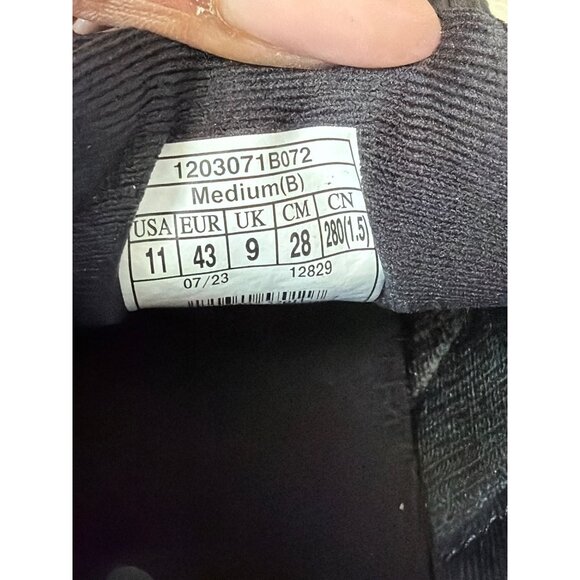 1203071B072
Medium(B)
USA EUR UK CM CN
11 43 9 28 280(1.5)
07/23 12829